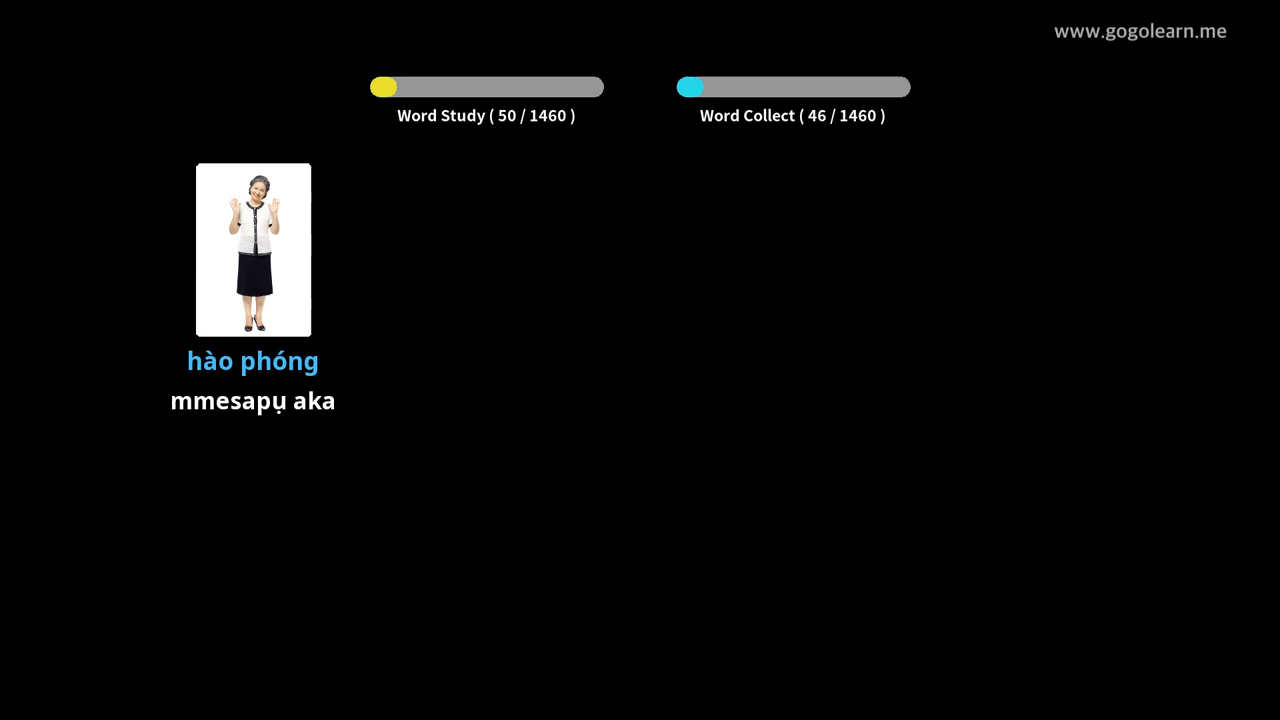 www.gogolearn.me
Word Study ( 50 / 1460 )
Word Collect ( 46 / 1460 )
hào phóng
mmesapụ aka